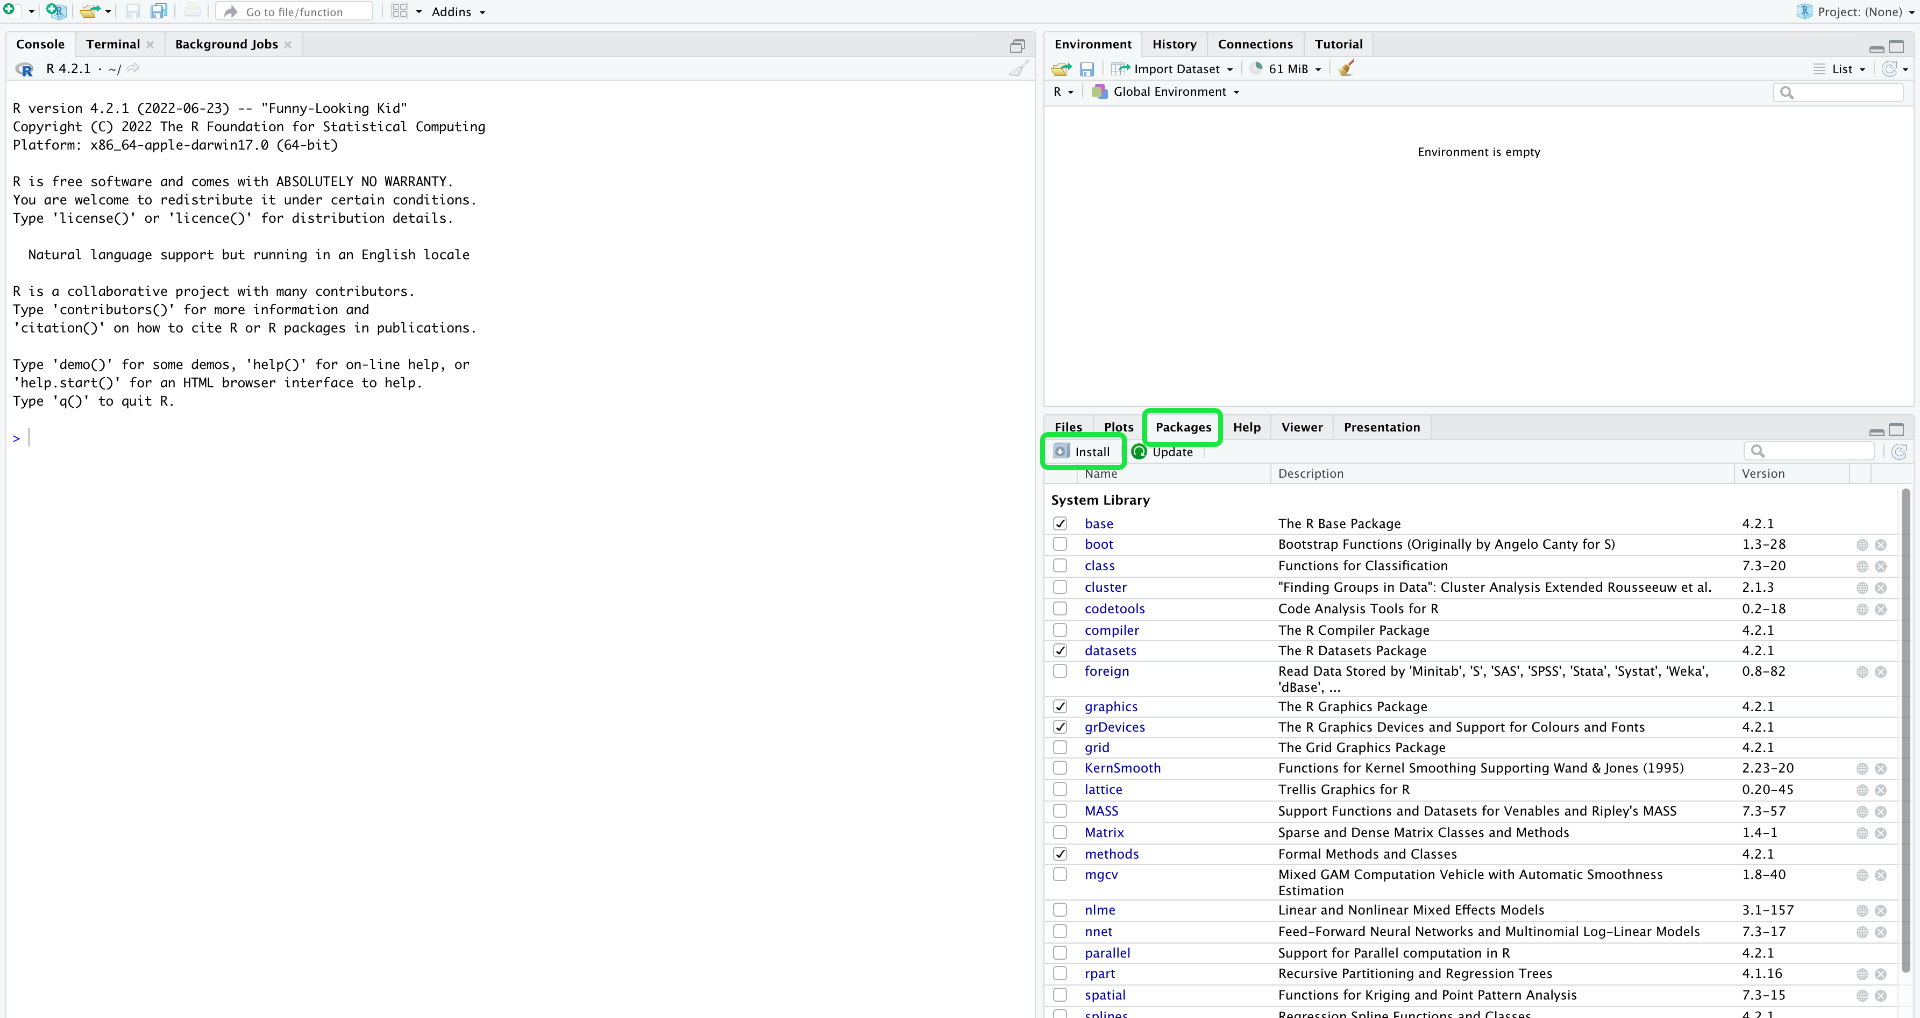 Go to file/function
Addins
Project: (None)
Console
Terminal
Background Jobs
R 4.2.1 · ~/
R version 4.2.1 (2022-06-23) -- "Funny-Looking Kid"
Copyright (C) 2022 The R Foundation for Statistical Computing
Platform: x86_64-apple-darwin17.0 (64-bit)
R is free software and comes with ABSOLUTELY NO WARRANTY.
You are welcome to redistribute it under certain conditions.
Type 'license()' or 'licence()' for distribution details.
Natural language support but running in an English locale
R is a collaborative project with many contributors.
Type 'contributors()' for more information and
'citation()' on how to cite R or R packages in publications.
Type 'demo()' for some demos, 'help()' for on-line help, or
'help.start()' for an HTML browser interface to help.
Type 'q()' to quit R.
>
Environment History Connections Tutorial
Import Dataset 61 MiB List
R Global Environment
Environment is empty
Files Plots Packages Help Viewer Presentation
Install Update
Name Description Version
System Library
base The R Base Package 4.2.1
boot Bootstrap Functions (Originally by Angelo Canty for S) 1.3-28
class Functions for Classification 7.3-20
cluster "Finding Groups in Data": Cluster Analysis Extended Rousseeuw et al. 2.1.3
codetools Code Analysis Tools for R 0.2-18
compiler The R Compiler Package 4.2.1
datasets The R Datasets Package 4.2.1
foreign Read Data Stored by 'Minitab', 'S', 'SAS', 'SPSS', 'Stata', 'Systat', 'Weka', 0.8-82
'dBase', ...
graphics The R Graphics Package 4.2.1
grDevices The R Graphics Devices and Support for Colours and Fonts 4.2.1
grid The Grid Graphics Package 4.2.1
KernSmooth Functions for Kernel Smoothing Supporting Wand & Jones (1995) 2.23-20
lattice Trellis Graphics for R 0.20-45
MASS Support Functions and Datasets for Venables and Ripley's MASS 7.3-57
Matrix Sparse and Dense Matrix Classes and Methods 1.4-1
methods Formal Methods and Classes 4.2.1
mgcv Mixed GAM Computation Vehicle with Automatic Smoothness 1.8-40
Estimation
nlme Linear and Nonlinear Mixed Effects Models 3.1-157
nnet Feed-Forward Neural Networks and Multinomial Log-Linear Models 7.3-17
parallel Support for Parallel computation in R 4.2.1
rpart Recursive Partitioning and Regression Trees 4.1.16
spatial Functions for Kriging and Point Pattern Analysis 7.3-15
splines Regression Spline Functions and Classes 4.2.1